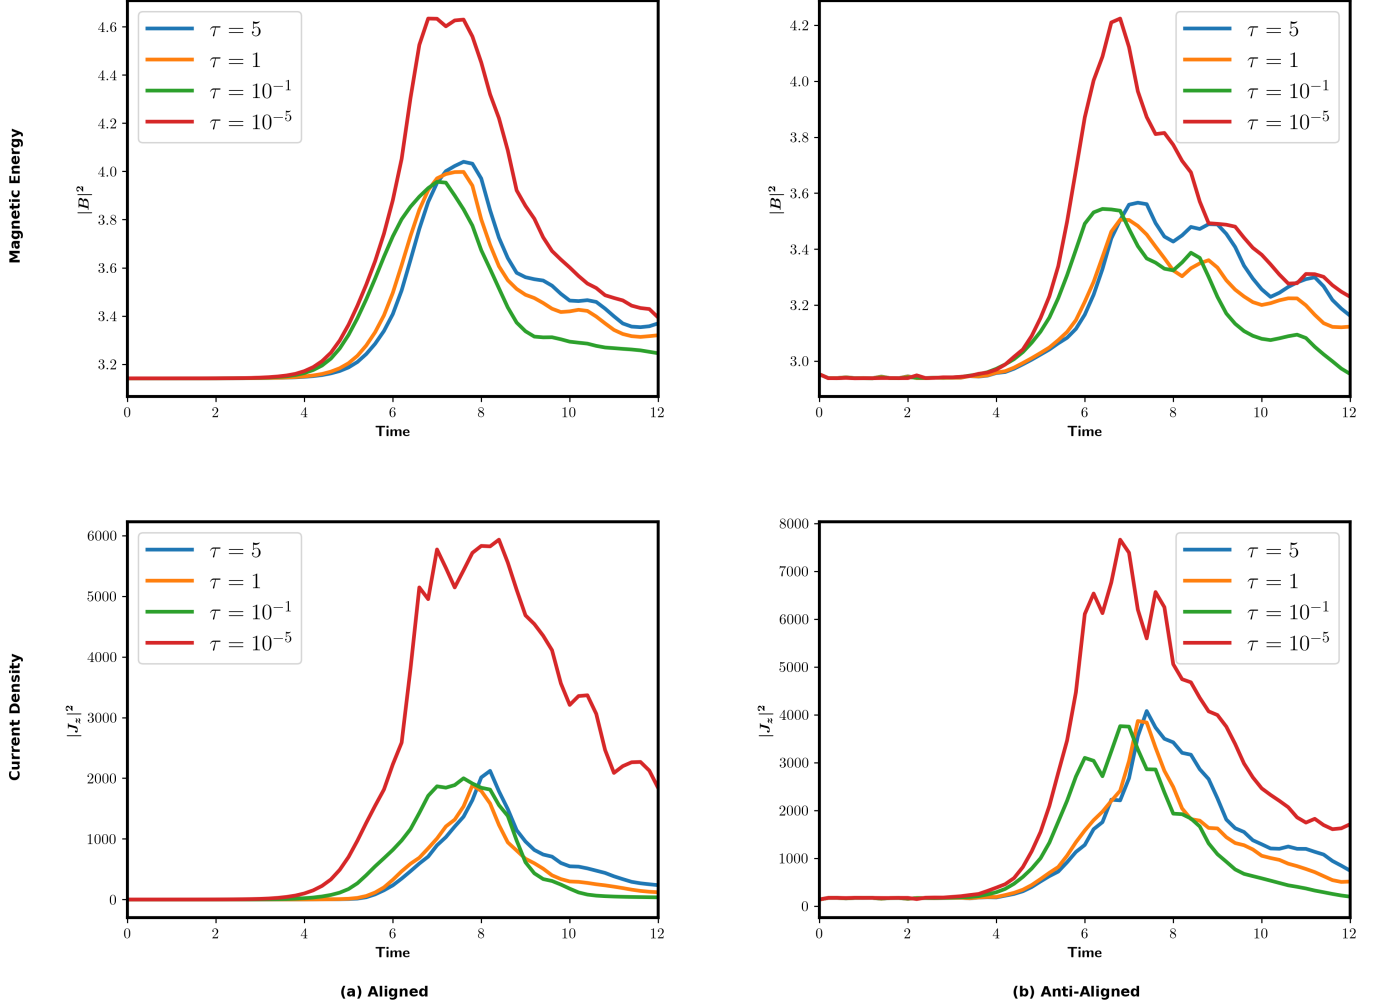 Magnetic Energy
|B|²
4.6
4.4
4.2
4.0
3.8
3.6
3.4
3.2
τ = 5
τ = 1
τ = 10⁻¹
τ = 10⁻⁵
0 2 4 6 8 10 12
Time
|B|²
4.2
4.0
3.8
3.6
3.4
3.2
3.0
τ = 5
τ = 1
τ = 10⁻¹
τ = 10⁻⁵
0 2 4 6 8 10 12
Time
Current Density
|J_z|²
6000
5000
4000
3000
2000
1000
0
τ = 5
τ = 1
τ = 10⁻¹
τ = 10⁻⁵
0 2 4 6 8 10 12
Time
(a) Aligned
|J_z|²
8000
7000
6000
5000
4000
3000
2000
1000
0
τ = 5
τ = 1
τ = 10⁻¹
τ = 10⁻⁵
0 2 4 6 8 10 12
Time
(b) Anti-Aligned